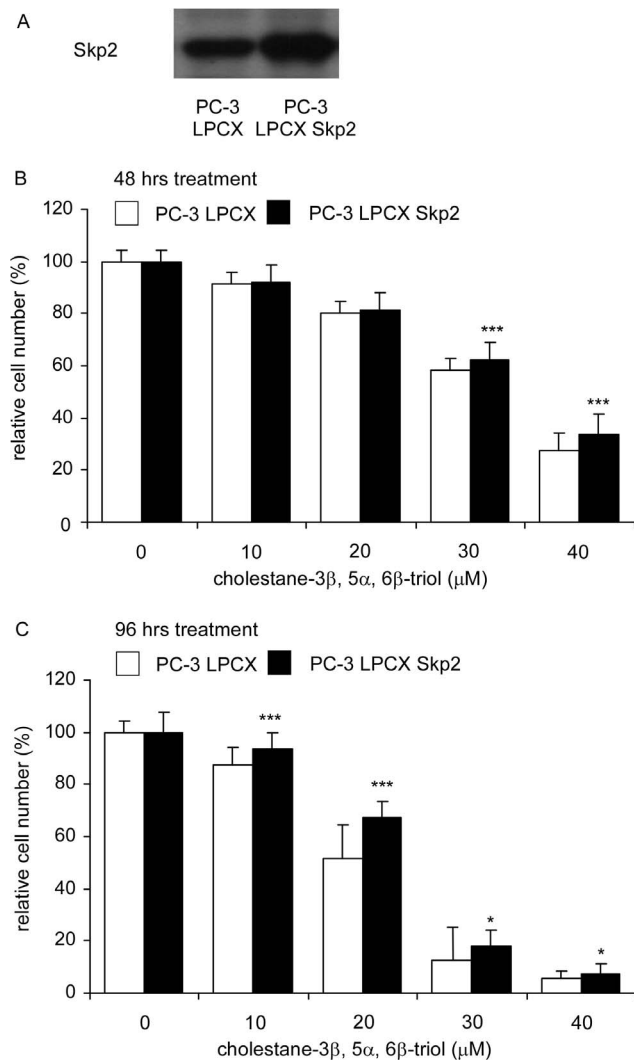 A
Skp2
PC-3 PC-3
LPCX LPCX Skp2
B
48 hrs treatment
PC-3 LPCX PC-3 LPCX Skp2
120
100
80
60
40
20
0
relative cell number (%)
***
***
0 10 20 30 40
cholestane-3β, 5α, 6β-triol (μM)
C
96 hrs treatment
PC-3 LPCX PC-3 LPCX Skp2
120
100
80
60
40
20
0
relative cell number (%)
***
***
*
*
0 10 20 30 40
cholestane-3β, 5α, 6β-triol (μM)